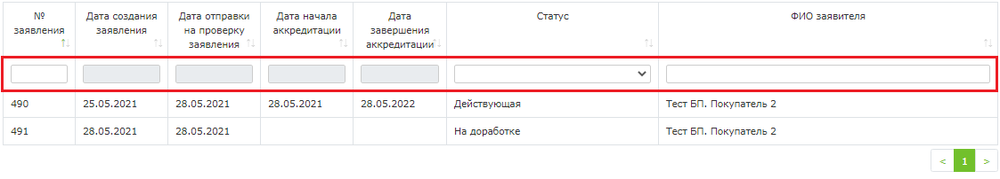 № заявления
Дата создания заявления
Дата отправки на проверку заявления
Дата начала аккредитации
Дата завершения аккредитации
Статус
ФИО заявителя
490 25.05.2021 28.05.2021 28.05.2021 28.05.2022 Действующая Тест БП. Покупатель 2
491 28.05.2021 28.05.2021 На доработке Тест БП. Покупатель 2
< 1 >